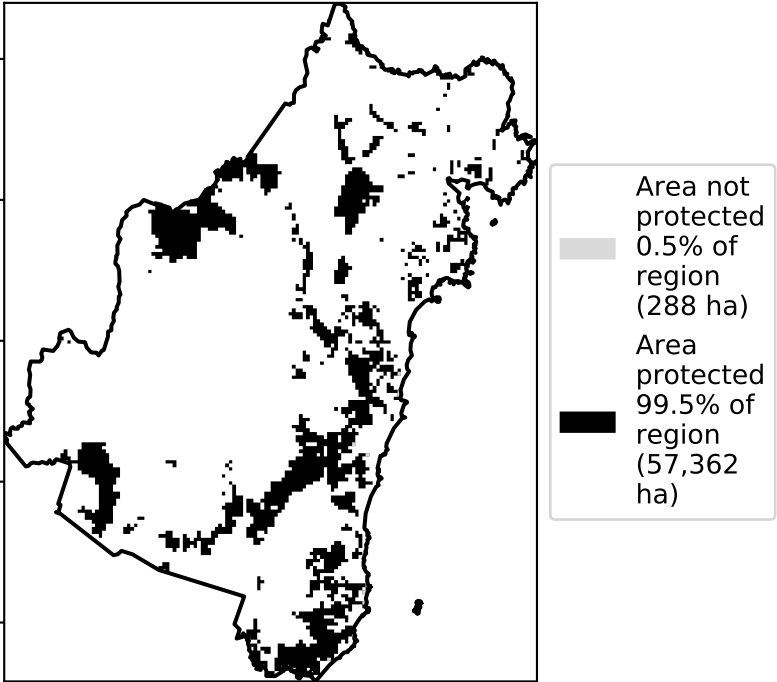 Area not
protected
0.5% of
region
(288 ha)
Area
protected
99.5% of
region
(57,362
ha)